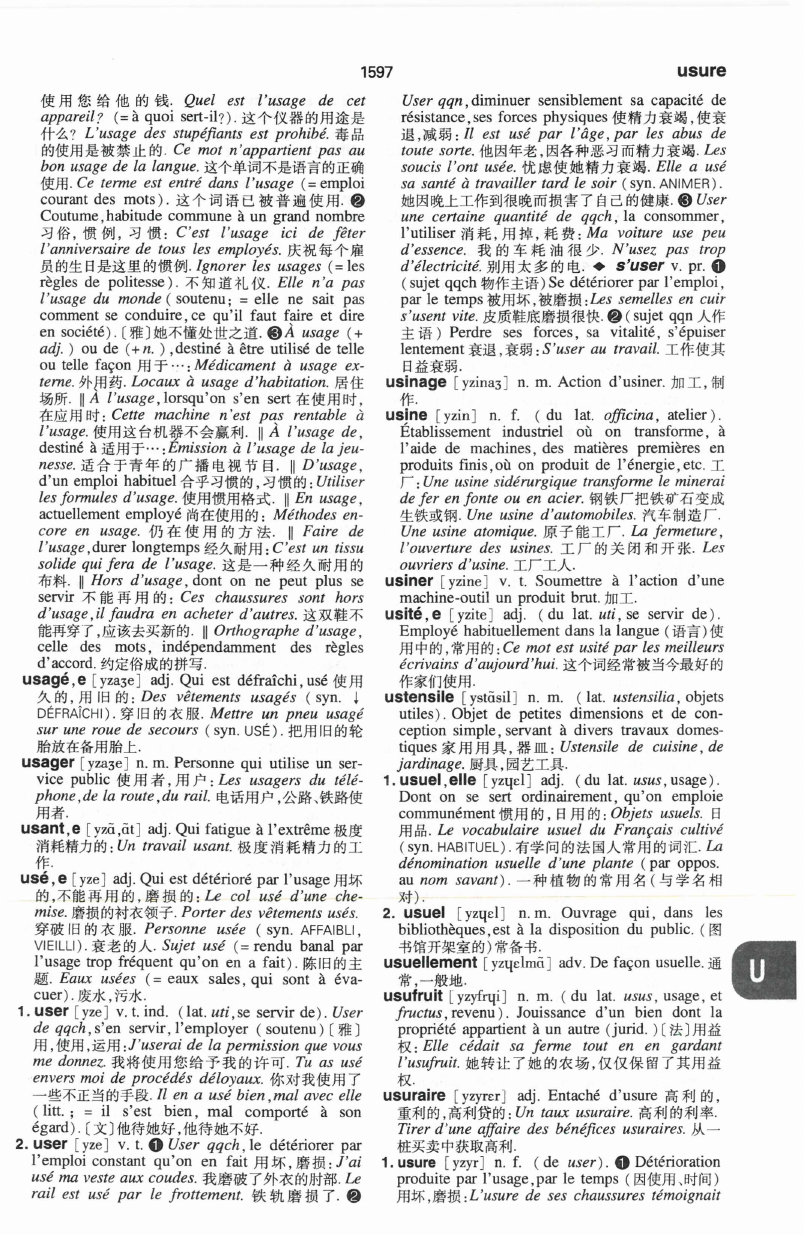 1597
usure
使用您给他的钱. Quel est l'usage de cet
appareil? (= à quoi sert-il?). 这个仪器的用途是
什么? L'usage des stupéfiants est prohibé. 毒品
的使用是被禁止的. Ce mot n'appartient pas au
bon usage de la langue. 这个单词不是语言的正确
使用. Ce terme est entré dans l'usage (= emploi
courant des mots). 这个词语已被普遍使用. ❷
Coutume, habitude commune à un grand nombre
习俗, 惯例, 习惯: C'est l'usage ici de fêter
l'anniversaire de tous les employés. 庆祝每个雇
员的生日是这里的惯例. Ignorer les usages (= les
règles de politesse). 不知道礼仪. Elle n'a pas
l'usage du monde (soutenu; = elle ne sait pas
comment se conduire, ce qu'il faut faire et dire
en société). 〔雅〕她不懂处世之道. ❸ À usage (+
adj.) ou de (+ n.), destiné à être utilisé de telle
ou telle façon 用于…: Médicament à usage ex-
terne. 外用药. Locaux à usage d'habitation. 居住
场所. ‖ À l'usage, lorsqu'on s'en sert 在使用时,
在应用时: Cette machine n'est pas rentable à
l'usage. 使用这台机器不会赢利. ‖ À l'usage de,
destiné à 适用于…: Émission à l'usage de la jeu-
nesse. 适合于青年的广播电视节目. ‖ D'usage,
d'un emploi habituel 合乎习惯的, 习惯的: Utiliser
les formules d'usage. 使用惯用格式. ‖ En usage,
actuellement employé 尚在使用的: Méthodes en-
core en usage. 仍在使用的方法. ‖ Faire de
l'usage, durer longtemps 经久耐用: C'est un tissu
solide qui fera de l'usage. 这是一种经久耐用的
布料. ‖ Hors d'usage, dont on ne peut plus se
servir 不能再用的: Ces chaussures sont hors
d'usage, il faudra en acheter d'autres. 这双鞋不
能再穿了, 应该去买新的. ‖ Orthographe d'usage,
celle des mots, indépendamment des règles
d'accord. 约定俗成的拼写.
usagé, e [yzaʒe] adj. Qui est défraîchi, usé 使用
久的, 用旧的: Des vêtements usagés (syn. ↓
DÉFRAÎCHI). 穿旧的衣服. Mettre un pneu usagé
sur une roue de secours (syn. USÉ). 把用旧的轮
胎放在备用胎上.
usager [yzaʒe] n. m. Personne qui utilise un ser-
vice public 使用者, 用户: Les usagers du télé-
phone, de la route, du rail. 电话用户, 公路、铁路使
用者.
usant, e [yzɑ̃, ɑ̃t] adj. Qui fatigue à l'extrême 极度
消耗精力的: Un travail usant. 极度消耗精力的工
作.
usé, e [yze] adj. Qui est détérioré par l'usage 用坏
的, 不能再用的, 磨损的: Le col usé d'une che-
mise. 磨损的衬衣领子. Porter des vêtements usés.
穿破旧的衣服. Personne usée (syn. AFFAIBLI,
VIEILLI). 衰老的人. Sujet usé (= rendu banal par
l'usage trop fréquent qu'on en a fait). 陈旧的主
题. Eaux usées (= eaux sales, qui sont à éva-
cuer). 废水, 污水.
1. user [yze] v. t. ind. (lat. uti, se servir de). User
de qqch, s'en servir, l'employer (soutenu) 〔雅〕
用, 使用, 运用: J'userai de la permission que vous
me donnez. 我将使用您给予我的许可. Tu as usé
envers moi de procédés déloyaux. 你对我使用了
一些不正当的手段. Il en a usé bien, mal avec elle
(litt.; = il s'est bien, mal comporté à son
égard). 〔文〕他待她好, 他待她不好.
2. user [yze] v. t. ❶ User qqch, le détériorer par
l'emploi constant qu'on en fait 用坏, 磨损: J'ai
usé ma veste aux coudes. 我磨破了外衣的肘部. Le
rail est usé par le frottement. 铁轨磨损了. ❷
User qqn, diminuer sensiblement sa capacité de
résistance, ses forces physiques 使精力衰竭, 使衰
退, 减弱: Il est usé par l'âge, par les abus de
toute sorte. 他因年老, 因各种恶习而精力衰竭. Les
soucis l'ont usée. 忧虑使她精力衰竭. Elle a usé
sa santé à travailler tard le soir (syn. ANIMER).
她因晚上工作到很晚而损害了自己的健康. ❸ User
une certaine quantité de qqch, la consommer,
l'utiliser 消耗, 用掉, 耗费: Ma voiture use peu
d'essence. 我的车耗油很少. N'usez pas trop
d'électricité. 别用太多的电. ◆ s'user v. pr. ❶
(sujet qqch 物作主语) Se détériorer par l'emploi,
par le temps 被用坏, 被磨损: Les semelles en cuir
s'usent vite. 皮质鞋底磨损很快. ❷ (sujet qqn 人作
主语) Perdre ses forces, sa vitalité, s'épuiser
lentement 衰退, 衰弱: S'user au travail. 工作使其
日益衰弱.
usinage [yzinaʒ] n. m. Action d'usiner. 加工, 制
作.
usine [yzin] n. f. (du lat. officina, atelier).
Établissement industriel où on transforme, à
l'aide de machines, des matières premières en
produits finis, où on produit de l'énergie, etc. 工
厂: Une usine sidérurgique transforme le minerai
de fer en fonte ou en acier. 钢铁厂把铁矿石变成
生铁或钢. Une usine d'automobiles. 汽车制造厂.
Une usine atomique. 原子能工厂. La fermeture,
l'ouverture des usines. 工厂的关闭和开张. Les
ouvriers d'usine. 工厂工人.
usiner [yzine] v. t. Soumettre à l'action d'une
machine-outil un produit brut. 加工.
usité, e [yzite] adj. (du lat. uti, se servir de).
Employé habituellement dans la langue (语言)使
用中的, 常用的: Ce mot est usité par les meilleurs
écrivains d'aujourd'hui. 这个词经常被当今最好的
作家们使用.
ustensile [ystɑ̃sil] n. m. (lat. ustensilia, objets
utiles). Objet de petites dimensions et de con-
ception simple, servant à divers travaux domes-
tiques 家用用具, 器皿: Ustensile de cuisine, de
jardinage. 厨具, 园艺工具.
1. usuel, elle [yzɥɛl] adj. (du lat. usus, usage).
Dont on se sert ordinairement, qu'on emploie
communément 惯用的, 日用的: Objets usuels. 日
用品. Le vocabulaire usuel du Français cultivé
(syn. HABITUEL). 有学问的法国人常用的词汇. La
dénomination usuelle d'une plante (par oppos.
au nom savant). 一种植物的常用名(与学名相
对).
2. usuel [yzɥɛl] n. m. Ouvrage qui, dans les
bibliothèques, est à la disposition du public. (图
书馆开架室的)常备书.
usuellement [yzɥɛlmɑ̃] adv. De façon usuelle. 通
常, 一般地.
usufruit [yzyfrɥi] n. m. (du lat. usus, usage, et
fructus, revenu). Jouissance d'un bien dont la
propriété appartient à un autre (jurid.) 〔法〕用益
权: Elle cédait sa ferme tout en en gardant
l'usufruit. 她转让了她的农场, 仅仅保留了其用益
权.
usuraire [yzyrɛr] adj. Entaché d'usure 高利的,
重利的, 高利贷的: Un taux usuraire. 高利的利率.
Tirer d'une affaire des bénéfices usuraires. 从一
桩买卖中获取高利.
1. usure [yzyr] n. f. (de user). ❶ Détérioration
produite par l'usage, par le temps (因使用、时间)
用坏, 磨损: L'usure de ses chaussures témoignait
U